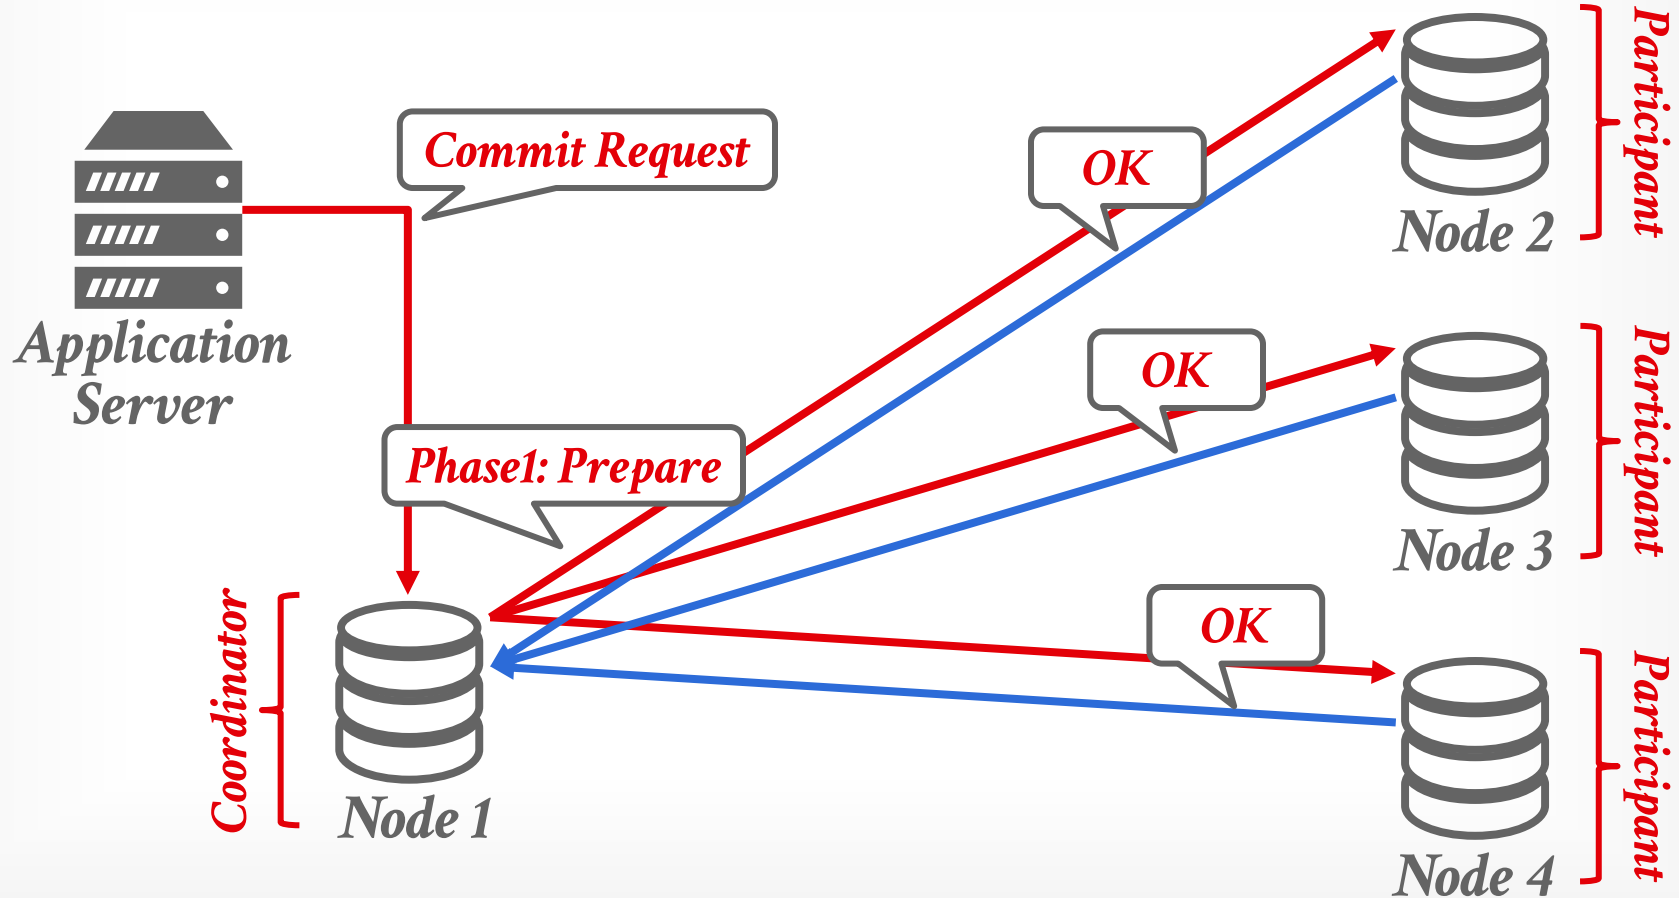 Commit Request
OK
Participant
Node 2
Application
Server
OK
Participant
Node 3
Phase1: Prepare
OK
Coordinator
Node 1
Participant
Node 4